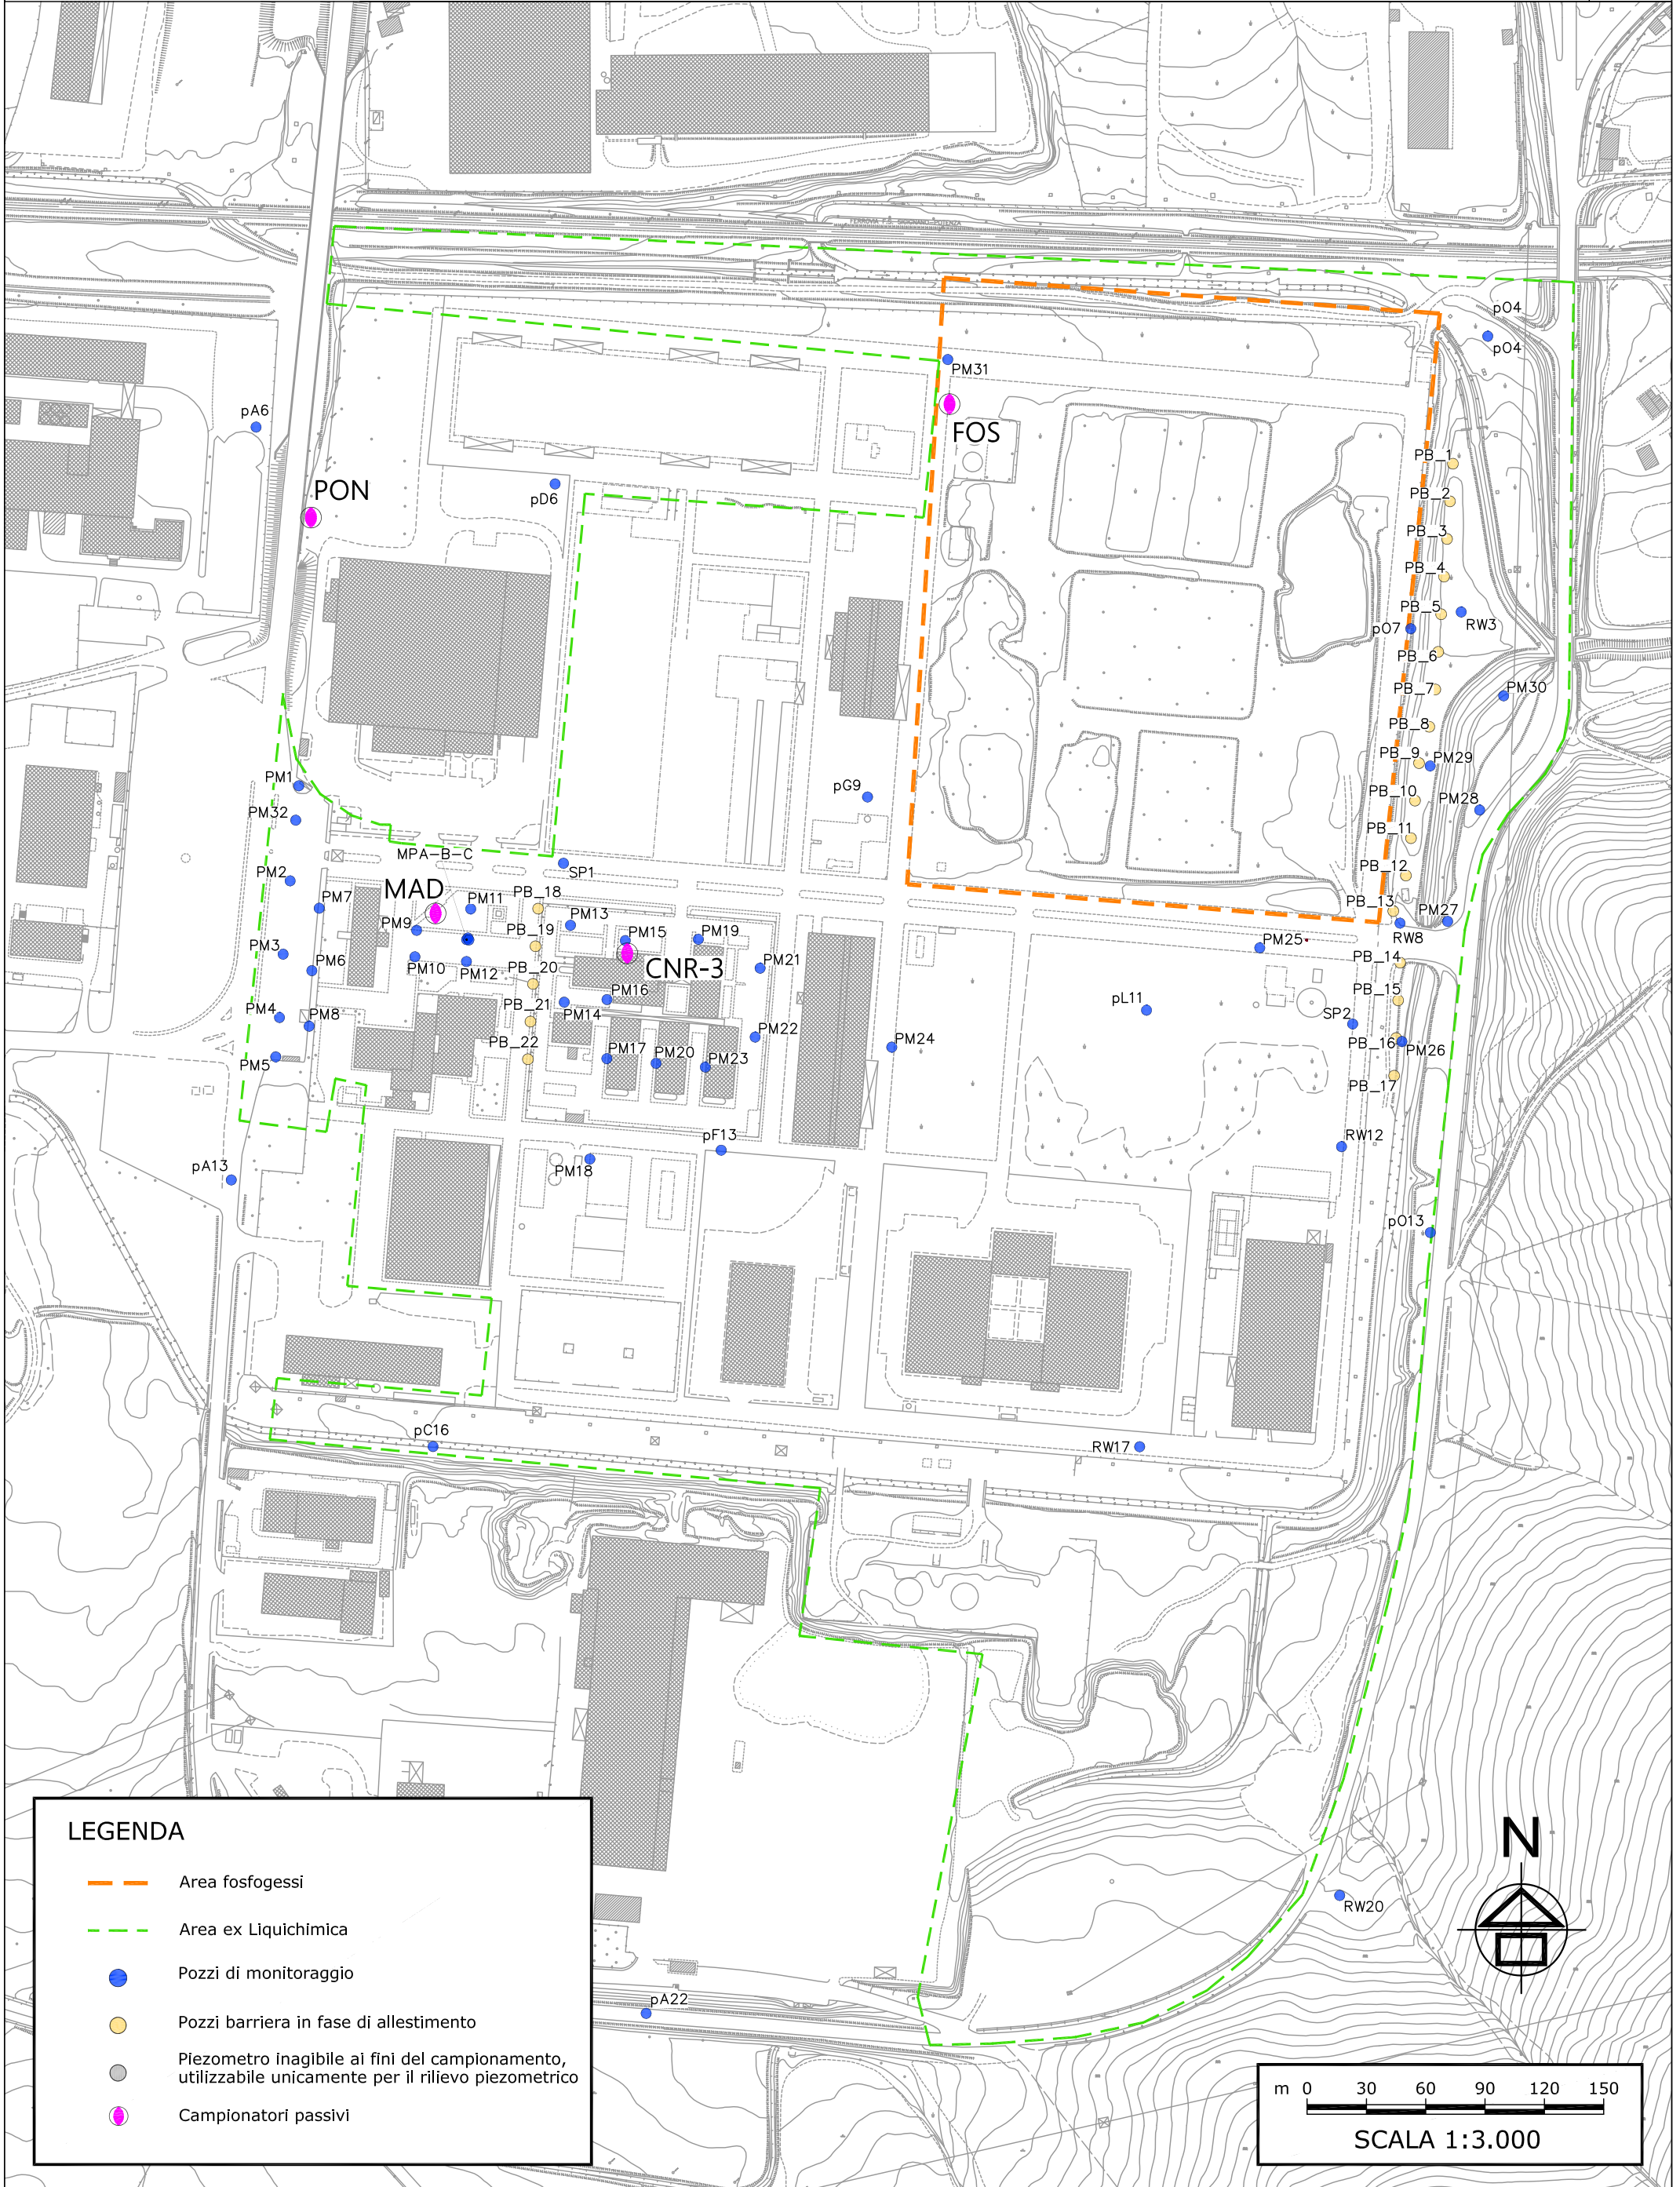 FERROVIA F.S. SICIGNANO-POTENZA
pO4
pO4
PM31
pA6
FOS
PB_1
PON
pD6
PB_2
PB_3
PB_4
PB_5
RW3
pO7
PB_6
PB_7
PM30
PB_8
PB_9
PM29
PM1
pG9
PB_10
PM28
PM32
PB_11
MPA-B-C
SP1
PB_12
PM2
MAD
PB_18
PM7
PM11
PB_13
PM27
PM9
PM13
PB_19
PM15
PM19
RW8
PM3
PM25
PM6
PM10
PM12
PB_20
CNR-3
PM21
PB_14
PM16
PB_15
PM4
PM8
PB_21
PM14
pL11
SP2
PM22
PM5
PB_22
PM17
PM20
PM23
PM24
PB_16
PM26
PB_17
pF13
RW12
pA13
PM18
pO13
pC16
RW17
RW20
pA22
LEGENDA
Area fosfogessi
Area ex Liquichimica
Pozzi di monitoraggio
Pozzi barriera in fase di allestimento
Piezometro inagibile ai fini del campionamento,
utilizzabile unicamente per il rilievo piezometrico
Campionatori passivi
N
m 0 30 60 90 120 150
SCALA 1:3.000